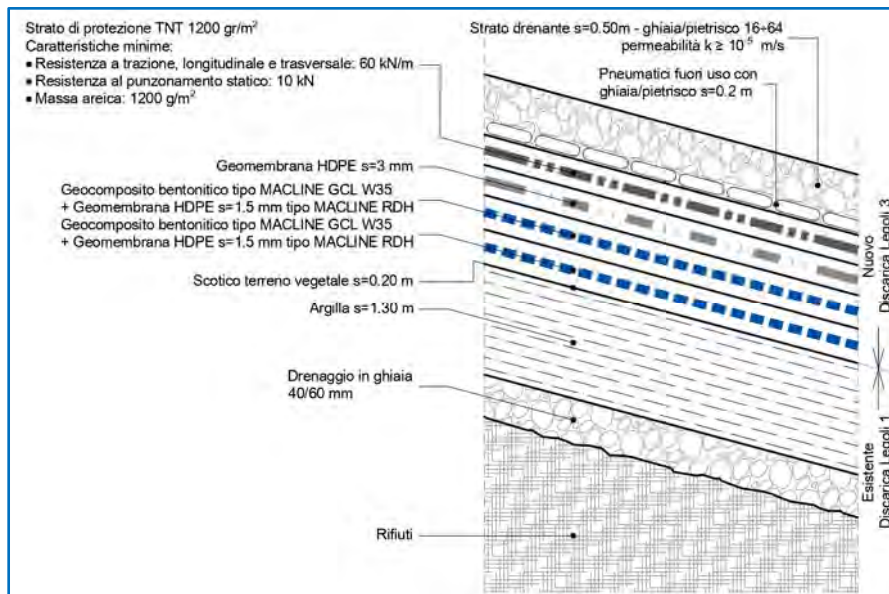 Strato di protezione TNT 1200 gr/m²
Caratteristiche minime:
▪ Resistenza a trazione, longitudinale e trasversale: 60 kN/m
▪ Resistenza al punzonamento statico: 10 kN
▪ Massa areica: 1200 g/m²
Strato drenante s=0.50m - ghiaia/pietrisco 16÷64
permeabilità k ≥ 10⁻⁵ m/s
Pneumatici fuori uso con
ghiaia/pietrisco s=0.2 m
Geomembrana HDPE s=3 mm
Geocomposito bentonitico tipo MACLINE GCL W35
+ Geomembrana HDPE s=1.5 mm tipo MACLINE RDH
Geocomposito bentonitico tipo MACLINE GCL W35
+ Geomembrana HDPE s=1.5 mm tipo MACLINE RDH
Scotico terreno vegetale s=0.20 m
Argilla s=1.30 m
Drenaggio in ghiaia
40/60 mm
Rifiuti
Nuovo
Discarica Legoli 3
Esistente
Discarica Legoli 1